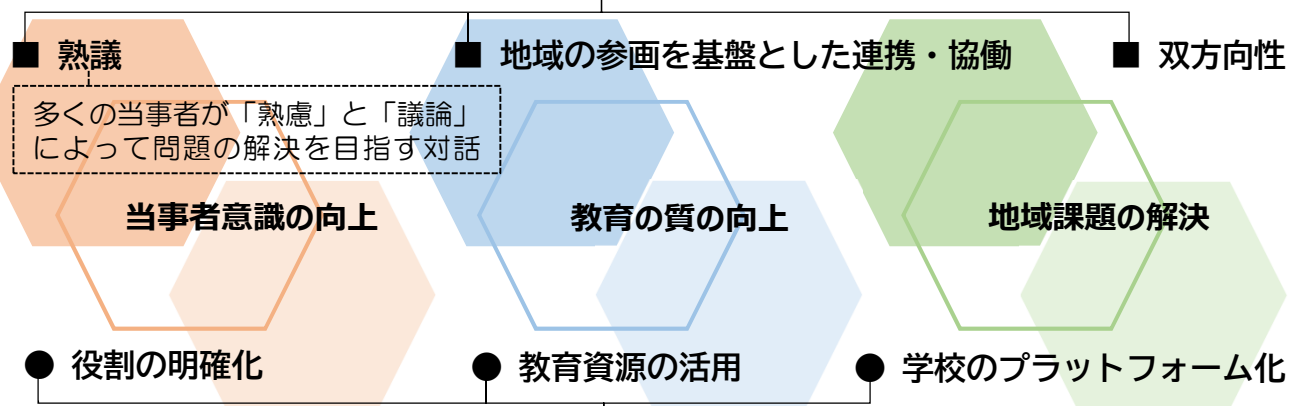 ■ 熟議
■ 地域の参画を基盤とした連携・協働
■ 双方向性
多くの当事者が「熟慮」と「議論」
によって問題の解決を目指す対話
当事者意識の向上
教育の質の向上
地域課題の解決
● 役割の明確化
● 教育資源の活用
● 学校のプラットフォーム化